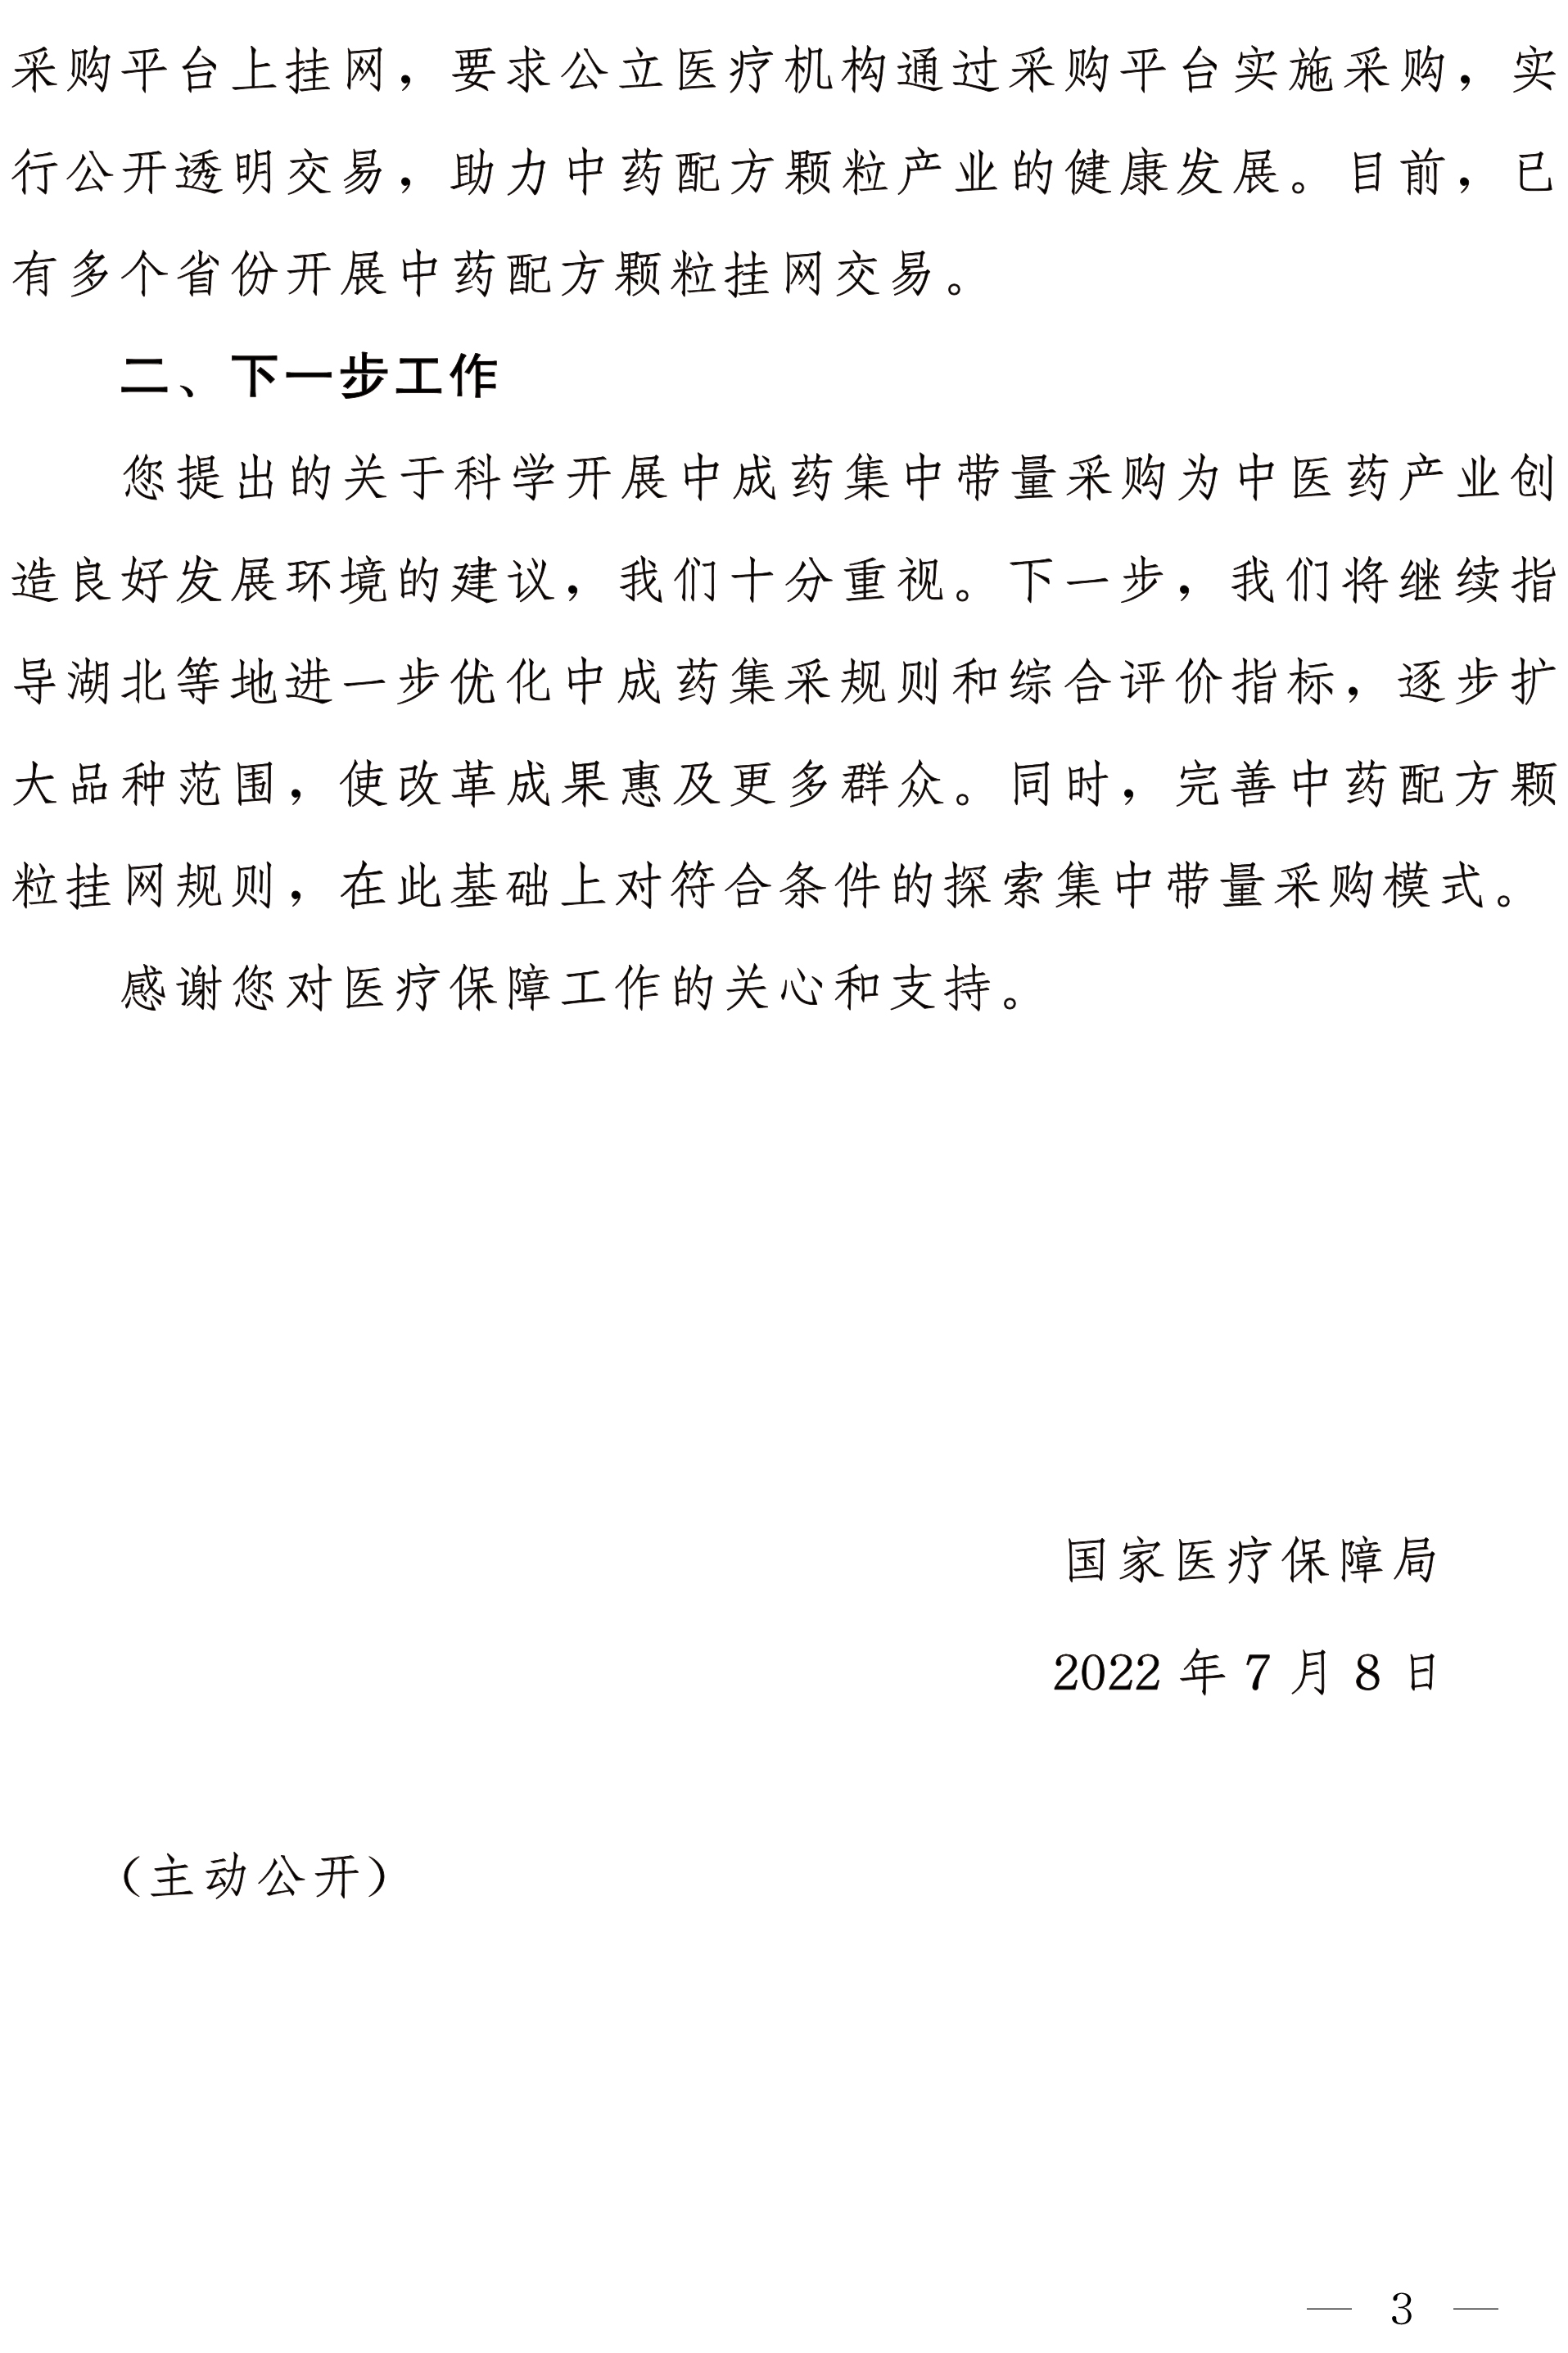 采购平台上挂网，要求公立医疗机构通过采购平台实施采购，实
行公开透明交易，助力中药配方颗粒产业的健康发展。目前，已
有多个省份开展中药配方颗粒挂网交易。
二、下一步工作
您提出的关于科学开展中成药集中带量采购为中医药产业创
造良好发展环境的建议，我们十分重视。下一步，我们将继续指
导湖北等地进一步优化中成药集采规则和综合评价指标，逐步扩
大品种范围，使改革成果惠及更多群众。同时，完善中药配方颗
粒挂网规则，在此基础上对符合条件的探索集中带量采购模式。
感谢您对医疗保障工作的关心和支持。
国家医疗保障局
2022 年 7 月 8 日
（主动公开）
— 3 —